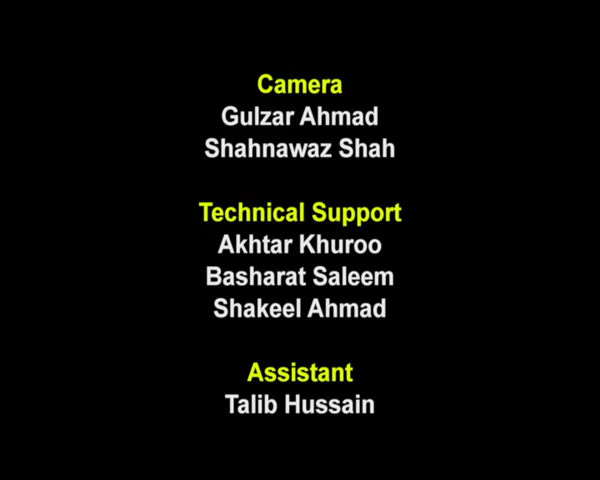 Camera
Gulzar Ahmad
Shahnawaz Shah
Technical Support
Akhtar Khuroo
Basharat Saleem
Shakeel Ahmad
Assistant
Talib Hussain